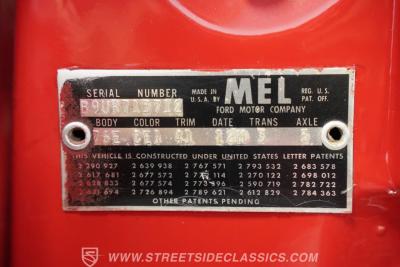 SERIAL NUMBER MADE IN U.S.A. BY MEL REG. U.S. PAT. OFF.
FORD MOTOR COMPANY
BODY COLOR TRIM DATE TRANS AXLE
THIS VEHICLE IS CONSTRUCTED UNDER UNITED STATES LETTER PATENTS
2 290 927 2 639 938 2 767 571 2 793 532 2 683 578
2 617 681 2 677 572 2 114 270 122 2 698 012
2 628 833 2 677 574 2 773 396 2 590 719 2 782 722
2 631 694 2 726 894 2 789 621 2 612 829 2 784 363
OTHER PATENTS PENDING
WWW.STREETSIDECLASSICS.COM